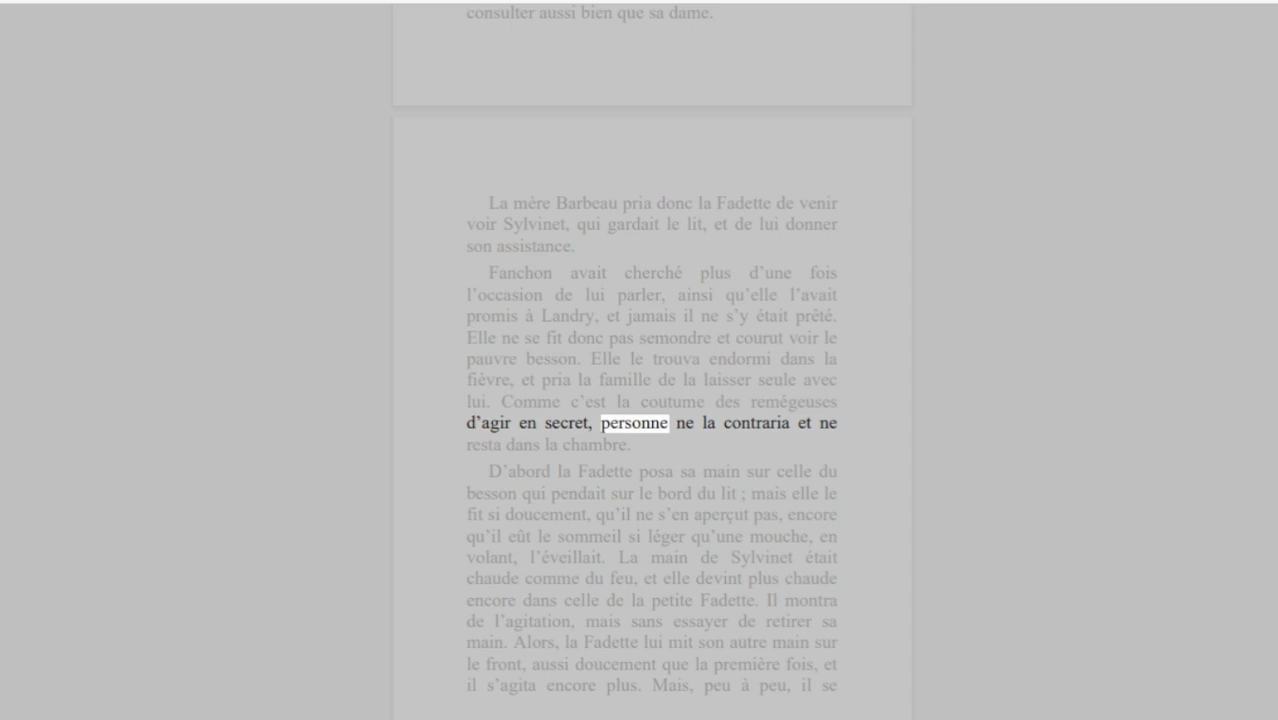 consulter aussi bien que sa dame.
La mère Barbeau pria donc la Fadette de venir
voir Sylvinet, qui gardait le lit, et de lui donner
son assistance.
Fanchon avait cherché plus d’une fois
l’occasion de lui parler, ainsi qu’elle l’avait
promis à Landry, et jamais il ne s’y était prêté.
Elle ne se fit donc pas semondre et courut voir le
pauvre besson. Elle le trouva endormi dans la
fièvre, et pria la famille de la laisser seule avec
lui. Comme c’est la coutume des remégeuses
d’agir en secret, personne ne la contraria et ne
resta dans la chambre.
D’abord la Fadette posa sa main sur celle du
besson qui pendait sur le bord du lit ; mais elle le
fit si doucement, qu’il ne s’en aperçut pas, encore
qu’il eût le sommeil si léger qu’une mouche, en
volant, l’éveillait. La main de Sylvinet était
chaude comme du feu, et elle devint plus chaude
encore dans celle de la petite Fadette. Il montra
de l’agitation, mais sans essayer de retirer sa
main. Alors, la Fadette lui mit son autre main sur
le front, aussi doucement que la première fois, et
il s’agita encore plus. Mais, peu à peu, il se